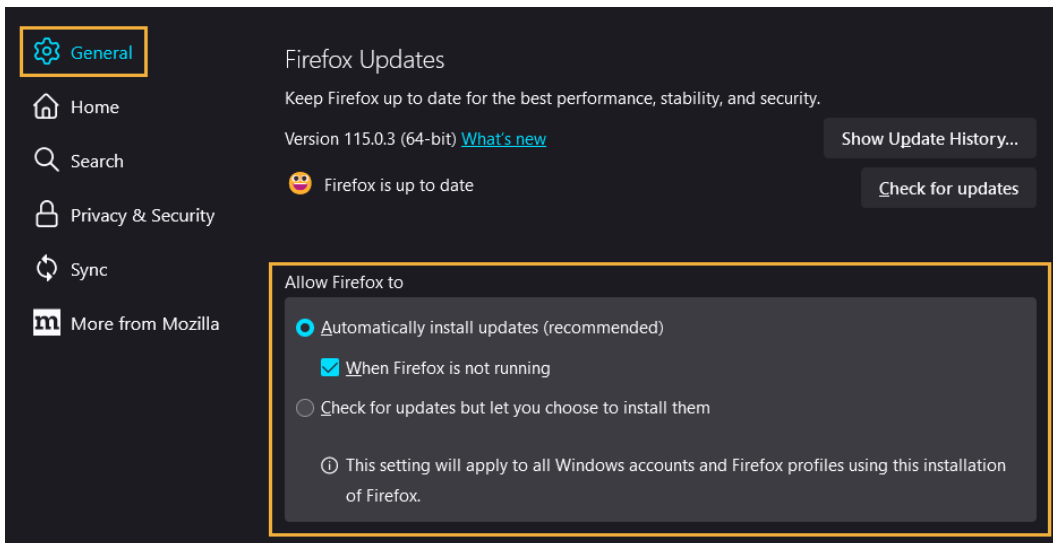 General
Home
Search
Privacy & Security
Sync
m More from Mozilla
Firefox Updates
Keep Firefox up to date for the best performance, stability, and security.
Version 115.0.3 (64-bit) What's new
Show Update History...
Firefox is up to date
Check for updates
Allow Firefox to
Automatically install updates (recommended)
When Firefox is not running
Check for updates but let you choose to install them
This setting will apply to all Windows accounts and Firefox profiles using this installation
of Firefox.